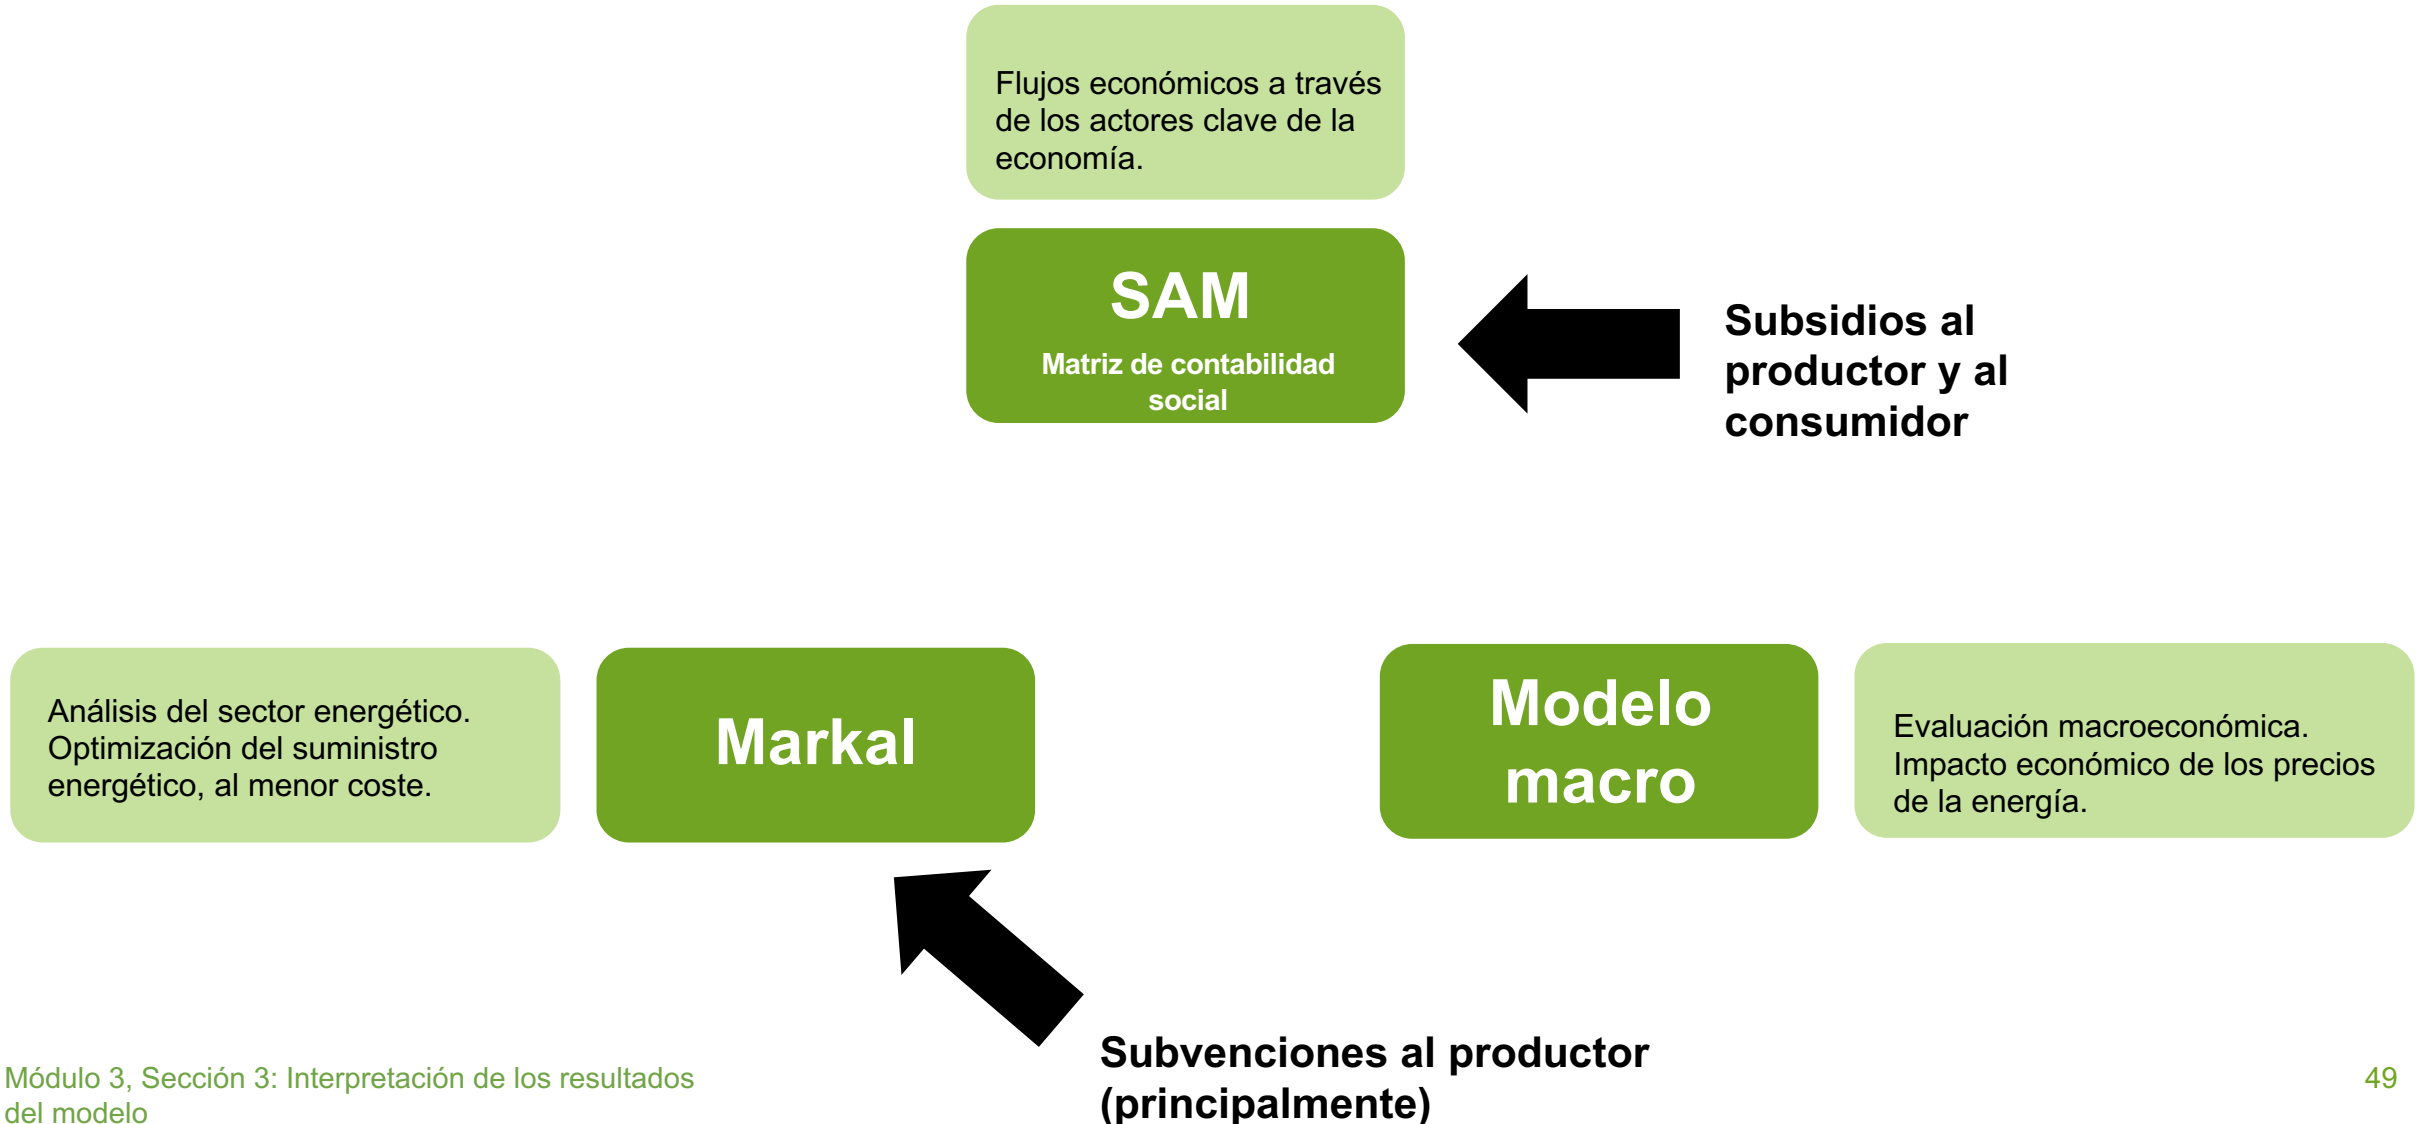 Flujos económicos a través
de los actores clave de la
economía.
SAM
Matriz de contabilidad
social
Subsidios al
productor y al
consumidor
Análisis del sector energético.
Optimización del suministro
energético, al menor coste.
Markal
Modelo
macro
Evaluación macroeconómica.
Impacto económico de los precios
de la energía.
Subvenciones al productor
(principalmente)
Módulo 3, Sección 3: Interpretación de los resultados
del modelo
49